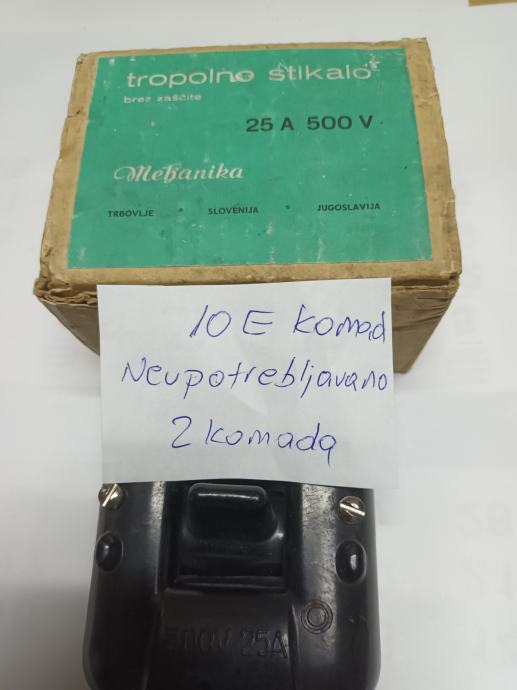 tropolno stikalo
brez zaščite
25 A 500 V
Mehanika
TRBOVLJE • SLOVENIJA • JUGOSLAVIJA
10 E komad
Neupotrebljavano
2 komada
500V 25A